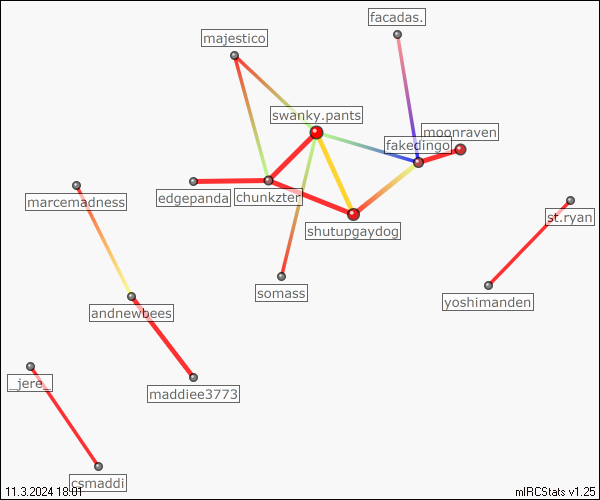 facadas.
majestico
swanky.pants
moonraven
fakedingo
edgepanda
chunkzter
marcemadness
st.ryan
shutupgaydog
somass
yoshimanden
andnewbees
_jere_
maddiee3773
csmaddi
11.3.2024 18:01
mIRCStats v1.25